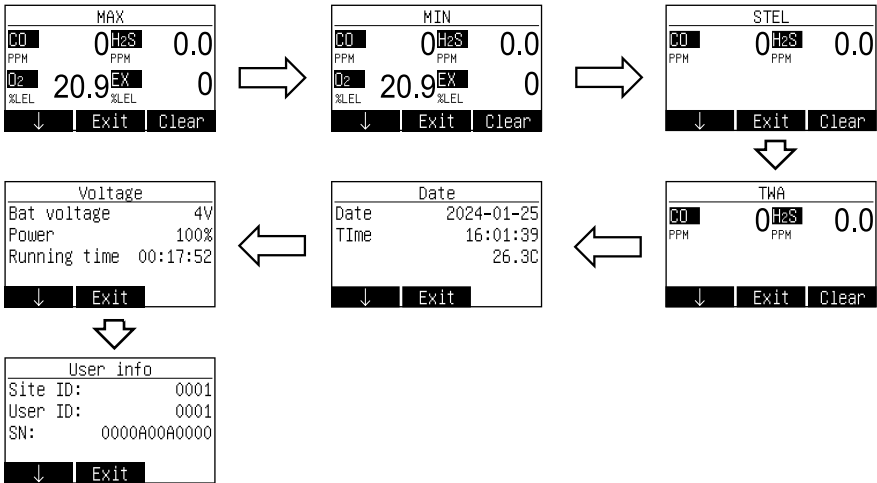 MAX
CO 0 H2S 0.0
PPM PPM
O2 20.9 EX 0
%LEL %LEL
↓ Exit Clear
MIN
CO 0 H2S 0.0
PPM PPM
O2 20.9 EX 0
%LEL %LEL
↓ Exit Clear
STEL
CO 0 H2S 0.0
PPM PPM
↓ Exit Clear
TWA
CO 0 H2S 0.0
PPM PPM
↓ Exit Clear
Date
Date 2024-01-25
TIme 16:01:39
26.3C
↓ Exit
Voltage
Bat voltage 4V
Power 100%
Running time 00:17:52
↓ Exit
User info
Site ID: 0001
User ID: 0001
SN: 0000A00A0000
↓ Exit